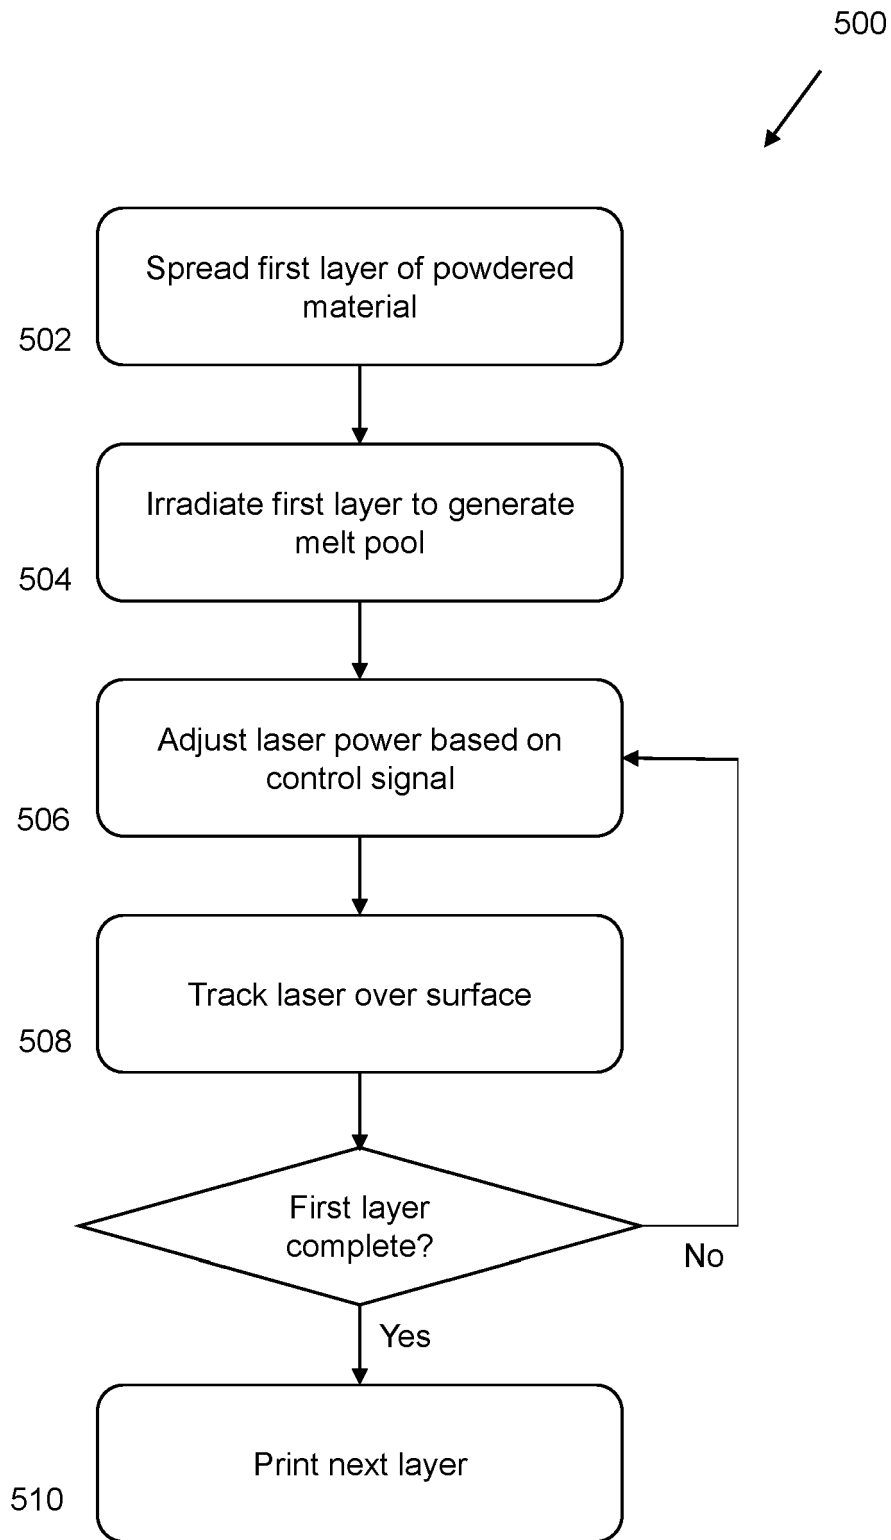 500
Spread first layer of powdered
material
502
Irradiate first layer to generate
melt pool
504
Adjust laser power based on
control signal
506
Track laser over surface
508
First layer
complete?
No
Yes
Print next layer
510